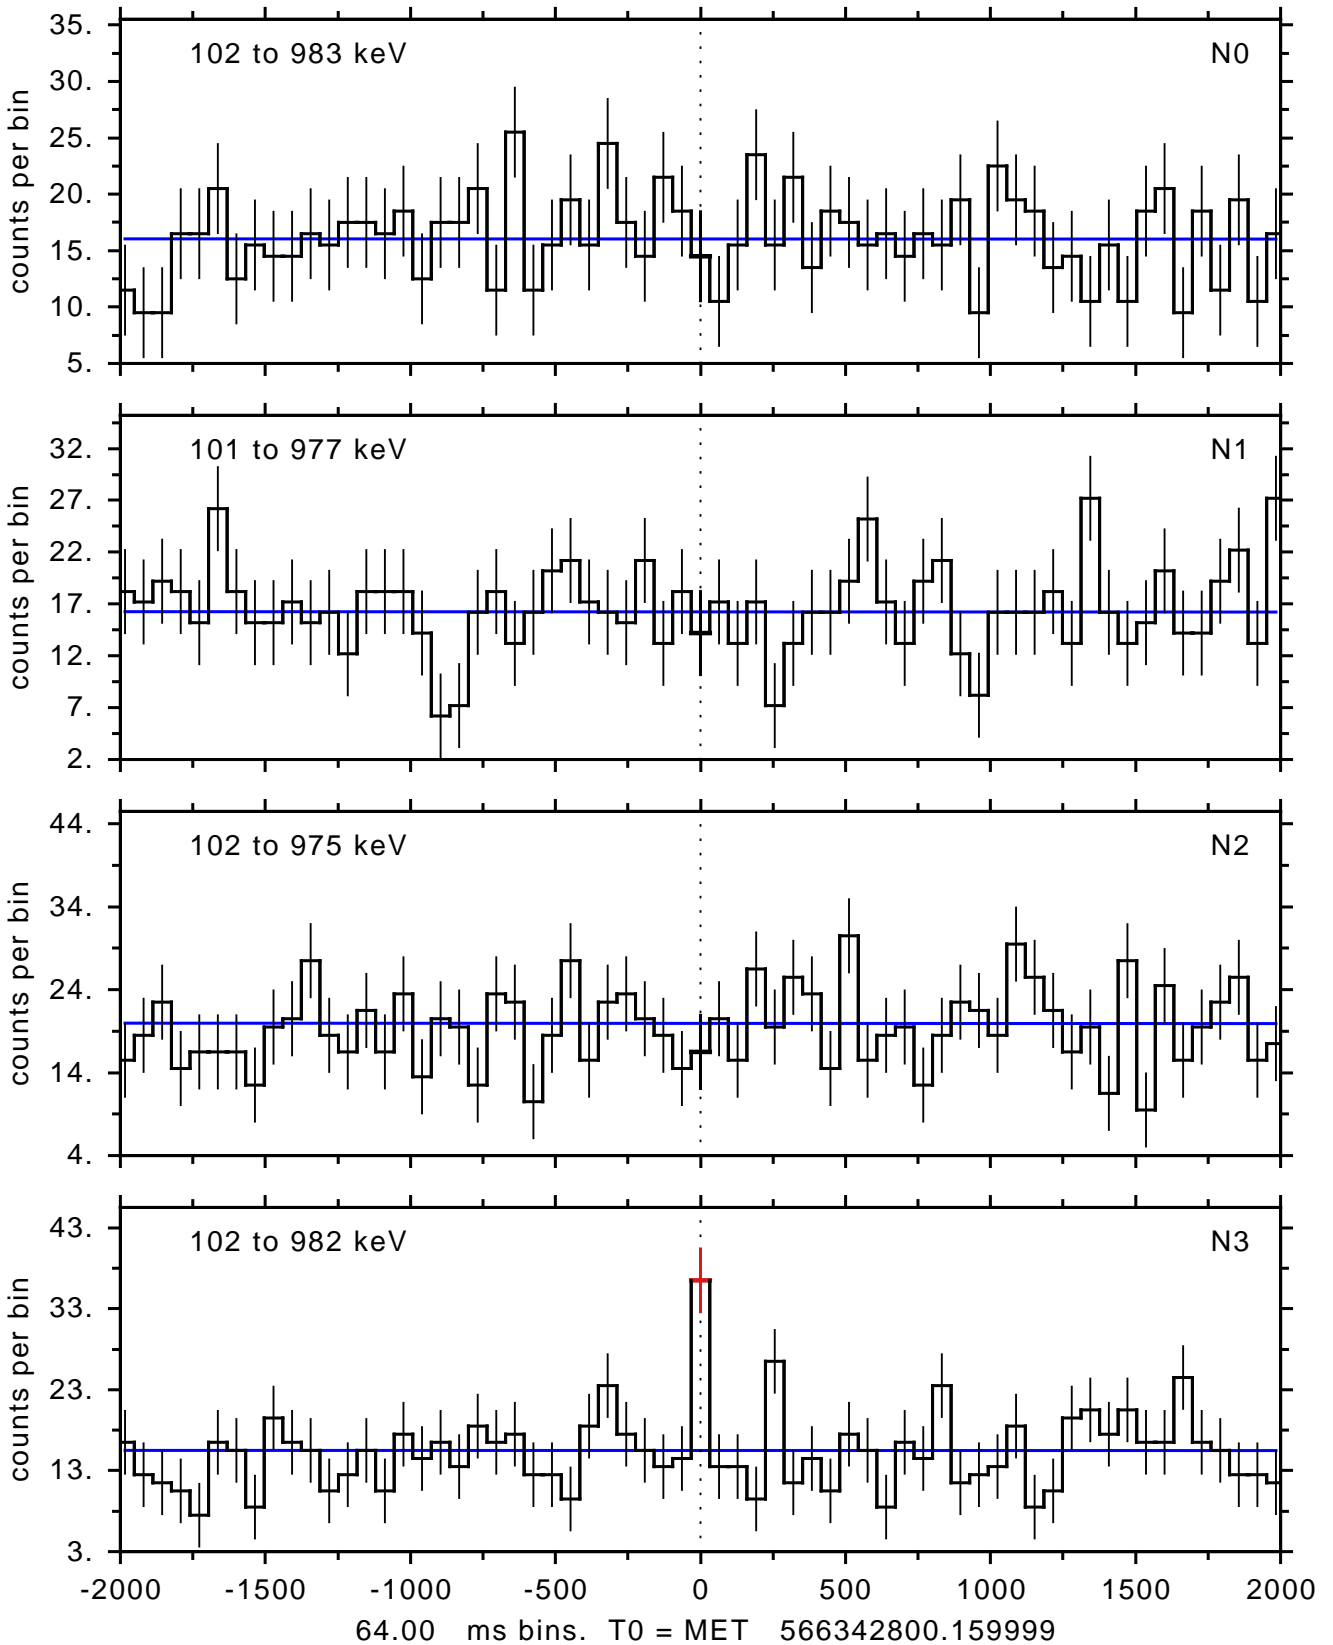 35.
102 to 983 keV N0
30.
25.
20.
15.
10.
5.
counts per bin
32.
101 to 977 keV N1
27.
22.
17.
12.
7.
2.
counts per bin
44.
102 to 975 keV N2
34.
24.
14.
4.
counts per bin
43.
102 to 982 keV N3
33.
23.
13.
3.
counts per bin
-2000 -1500 -1000 -500 0 500 1000 1500 2000
64.00 ms bins. T0 = MET 566342800.159999